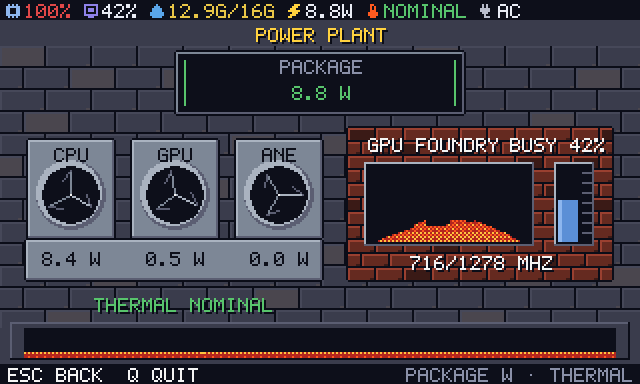 100% 42% 12.9G/16G 8.8W NOMINAL AC
POWER PLANT
PACKAGE
8.8 W
CPU GPU ANE
8.4 W 0.5 W 0.0 W
GPU FOUNDRY BUSY 42%
716/1278 MHZ
THERMAL NOMINAL
ESC BACK Q QUIT PACKAGE W · THERMAL